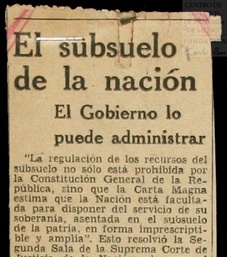 El subsuelo
de la nación
El Gobierno lo
puede administrar
"La regulación de los recursos del
subsuelo no sólo está prohibida por
la Constitución General de la Re-
pública, sino que la Carta Magna
estima que la Nación está faculta-
da para disponer del servicio de su
soberanía, asentada en el subsuelo
de la patria, en forma imprescripti-
ble y amplia". Esto resolvió la Se-
gunda Sala de la Suprema Corte de